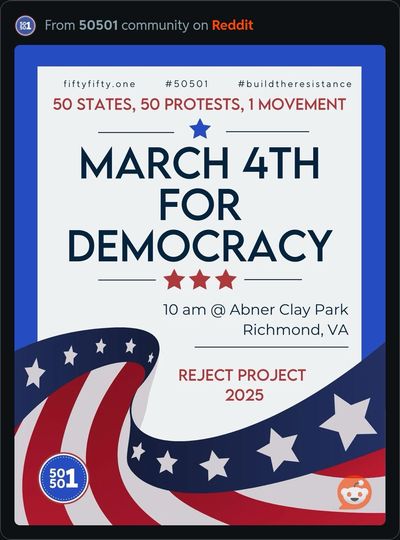 From 50501 community on Reddit
fiftyfifty.one #50501 #buildtheresistance
50 STATES, 50 PROTESTS, 1 MOVEMENT
MARCH 4TH
FOR
DEMOCRACY
10 am @ Abner Clay Park
Richmond, VA
REJECT PROJECT
2025
50
50 1